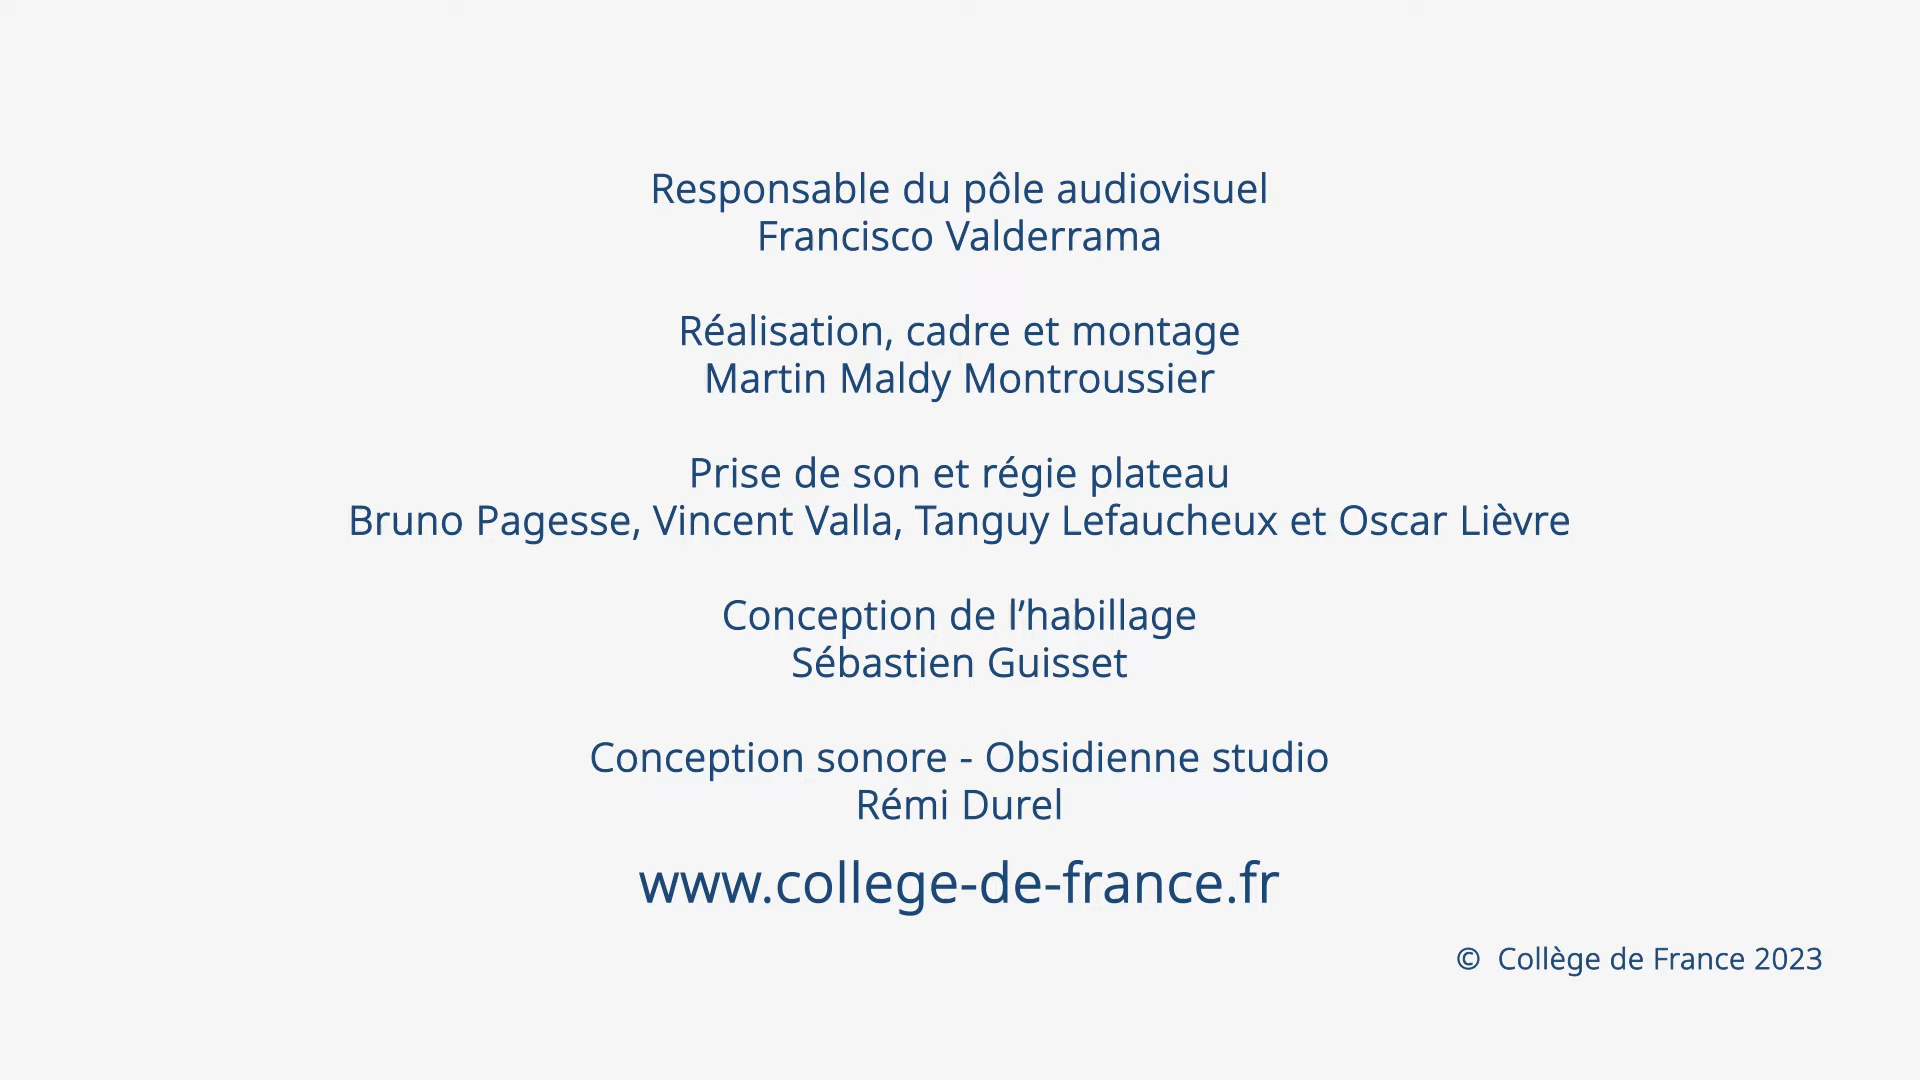 Responsable du pôle audiovisuel
Francisco Valderrama
Réalisation, cadre et montage
Martin Maldy Montroussier
Prise de son et régie plateau
Bruno Pagesse, Vincent Valla, Tanguy Lefaucheux et Oscar Lièvre
Conception de l’habillage
Sébastien Guisset
Conception sonore - Obsidienne studio
Rémi Durel
www.college-de-france.fr
© Collège de France 2023